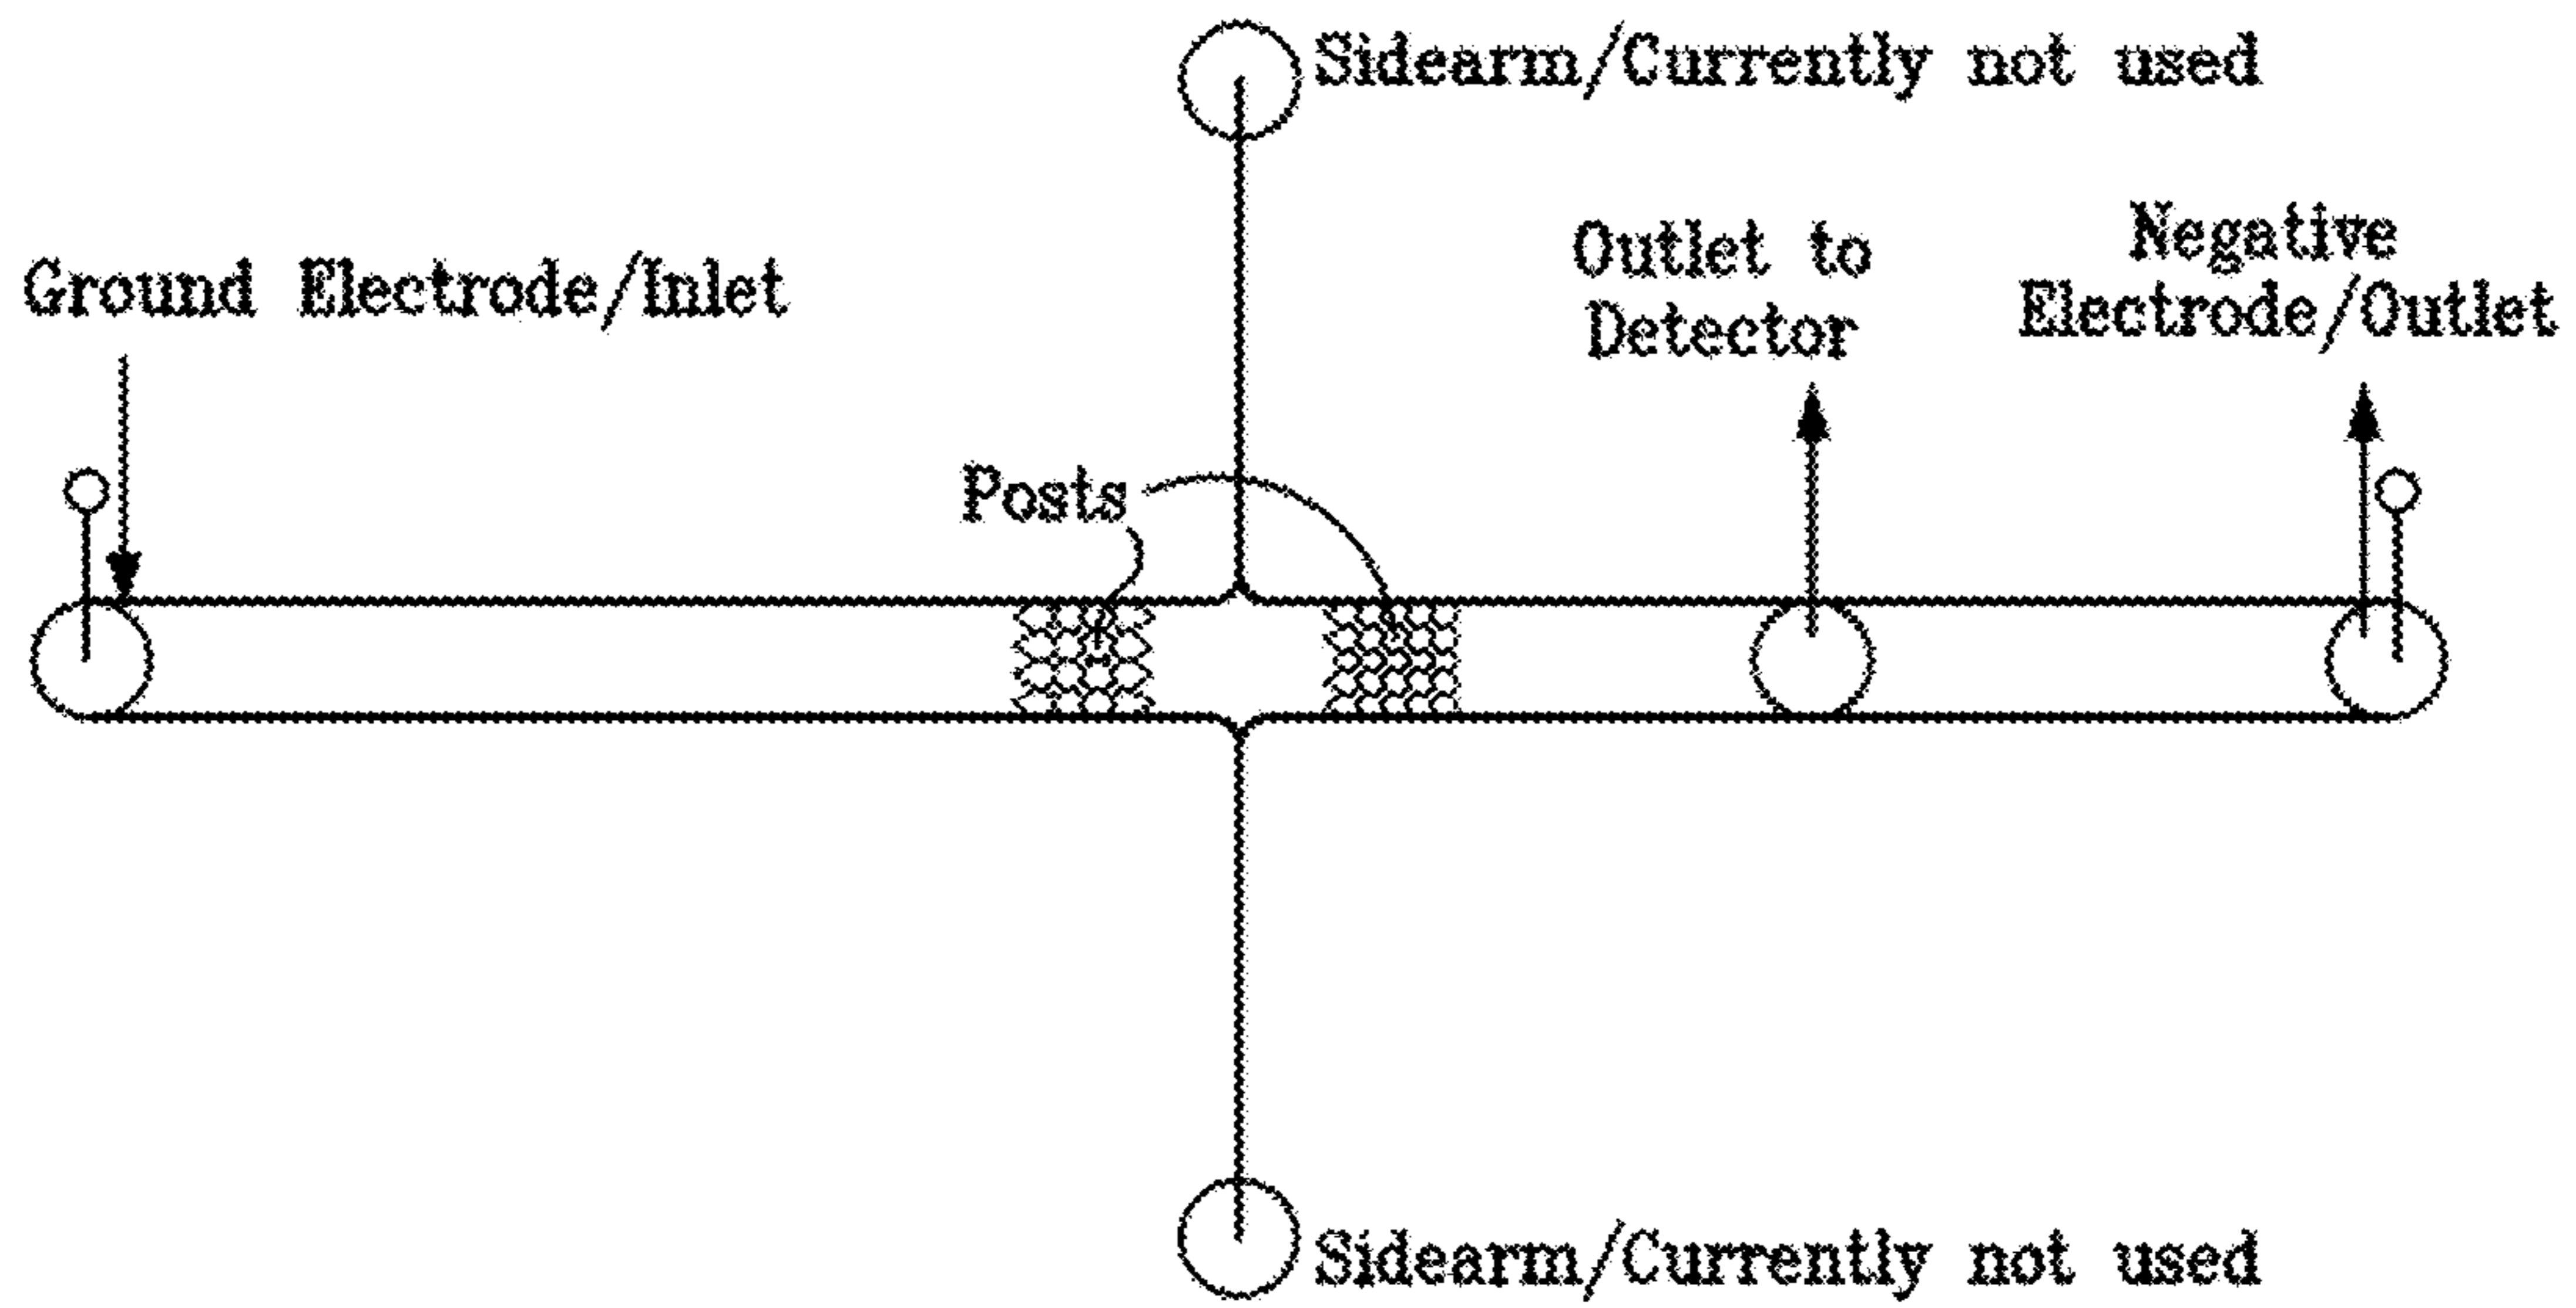 Sidearm/Currently not used
Ground Electrode/Inlet
Outlet to
Detector
Negative
Electrode/Outlet
Posts
Sidearm/Currently not used